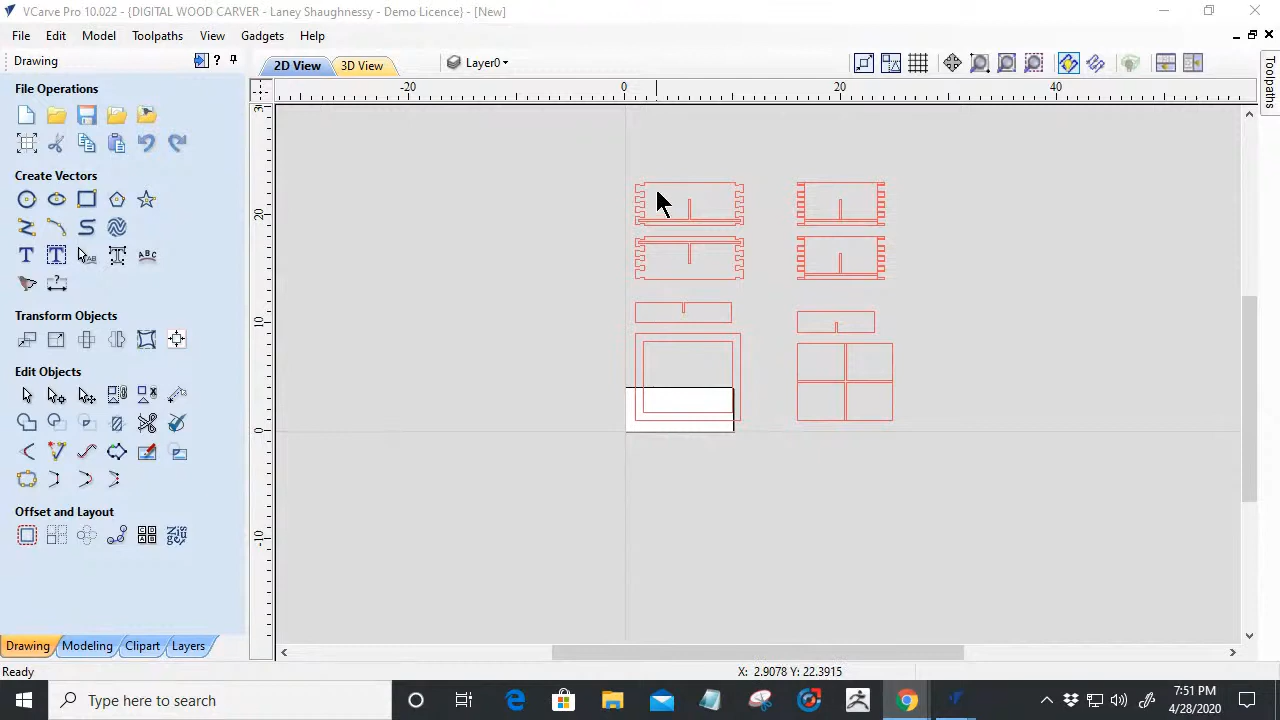 VCarve Pro 10.022 - {DIGITAL WOOD CARVER - Laney Shaughnessy - Demo Licence} - [New]
File Edit Model Toolpaths View Gadgets Help
Drawing
2D View 3D View Layer0
File Operations
Create Vectors
Transform Objects
Edit Objects
Offset and Layout
-20 0 20 40
20
10
0
-10
Toolpaths
Drawing Modeling Clipart Layers
Ready
X: 2.9078 Y: 22.3915
Type here to search
7:51 PM
4/28/2020